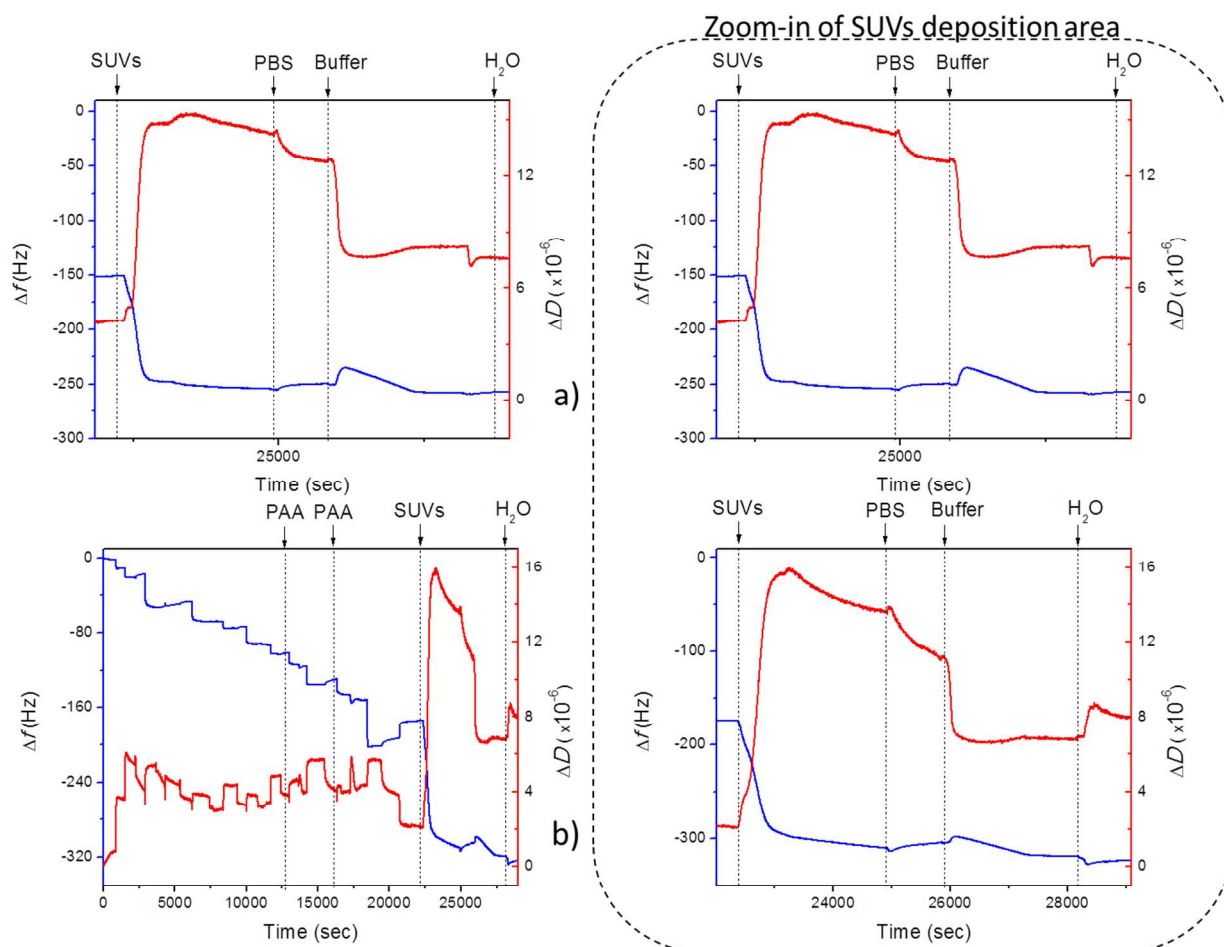 Zoom-in of SUVs deposition area
SUVs PBS Buffer H2O
0
-50
-100
-150
-200
-250
-300
Δf(Hz)
12
6
0
ΔD ( x10^-6)
25000
Time (sec)
a)
SUVs PBS Buffer H2O
0
-50
-100
-150
-200
-250
-300
Δf(Hz)
12
6
0
ΔD ( x10^-6)
25000
Time (sec)
PAA PAA SUVs H2O
0
-80
-160
-240
-320
Δf(Hz)
16
12
8
4
0
ΔD ( x10^-6)
0 5000 10000 15000 20000 25000
Time (sec)
b)
SUVs PBS Buffer H2O
0
-100
-200
-300
Δf(Hz)
16
12
8
4
0
ΔD ( x10^-6)
24000 26000 28000
Time (sec)